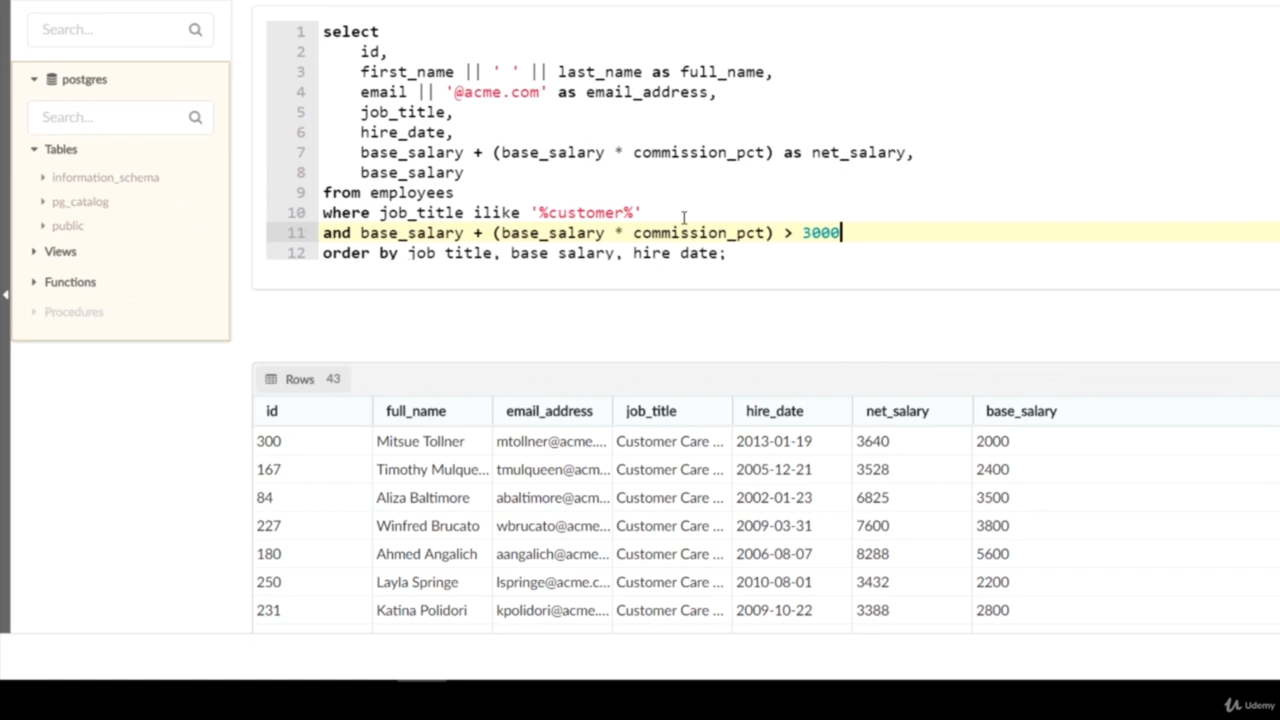 Search...
postgres
Search...
Tables
information_schema
pg_catalog
public
Views
Functions
Procedures
1 select
2 id,
3 first_name || ' ' || last_name as full_name,
4 email || '@acme.com' as email_address,
5 job_title,
6 hire_date,
7 base_salary + (base_salary * commission_pct) as net_salary,
8 base_salary
9 from employees
10 where job_title ilike '%customer%'
11 and base_salary + (base_salary * commission_pct) > 3000
12 order by job_title, base_salary, hire_date;
Rows 43
id full_name email_address job_title hire_date net_salary base_salary
300 Mitsue Tollner mtollner@acme.... Customer Care ... 2013-01-19 3640 2000
167 Timothy Mulque... tmulqueen@acm... Customer Care ... 2005-12-21 3528 2400
84 Aliza Baltimore abaltimore@acm... Customer Care ... 2002-01-23 6825 3500
227 Winfred Brucato wbrucato@acme... Customer Care ... 2009-03-31 7600 3800
180 Ahmed Angalich aangalich@acme... Customer Care ... 2006-08-07 8288 5600
250 Layla Springe lspringe@acme.c... Customer Care ... 2010-08-01 3432 2200
231 Katina Polidori kpolidori@acme.... Customer Care ... 2009-10-22 3388 2800
Udemy